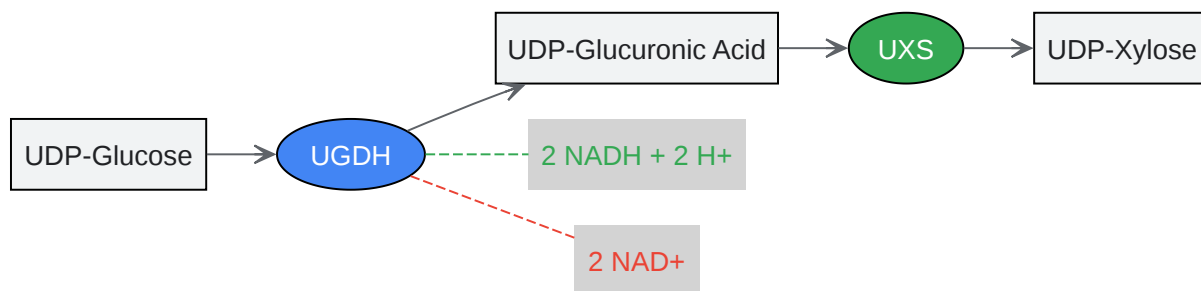 UDP-Glucose
UGDH
UDP-Glucuronic Acid
UXS
UDP-Xylose
2 NADH + 2 H+
2 NAD+